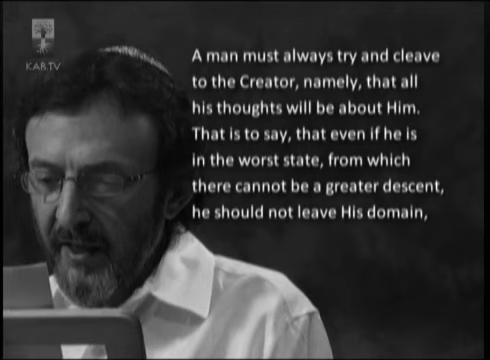 KAB.TV
A man must always try and cleave
to the Creator, namely, that all
his thoughts will be about Him.
That is to say, that even if he is
in the worst state, from which
there cannot be a greater descent,
he should not leave His domain,